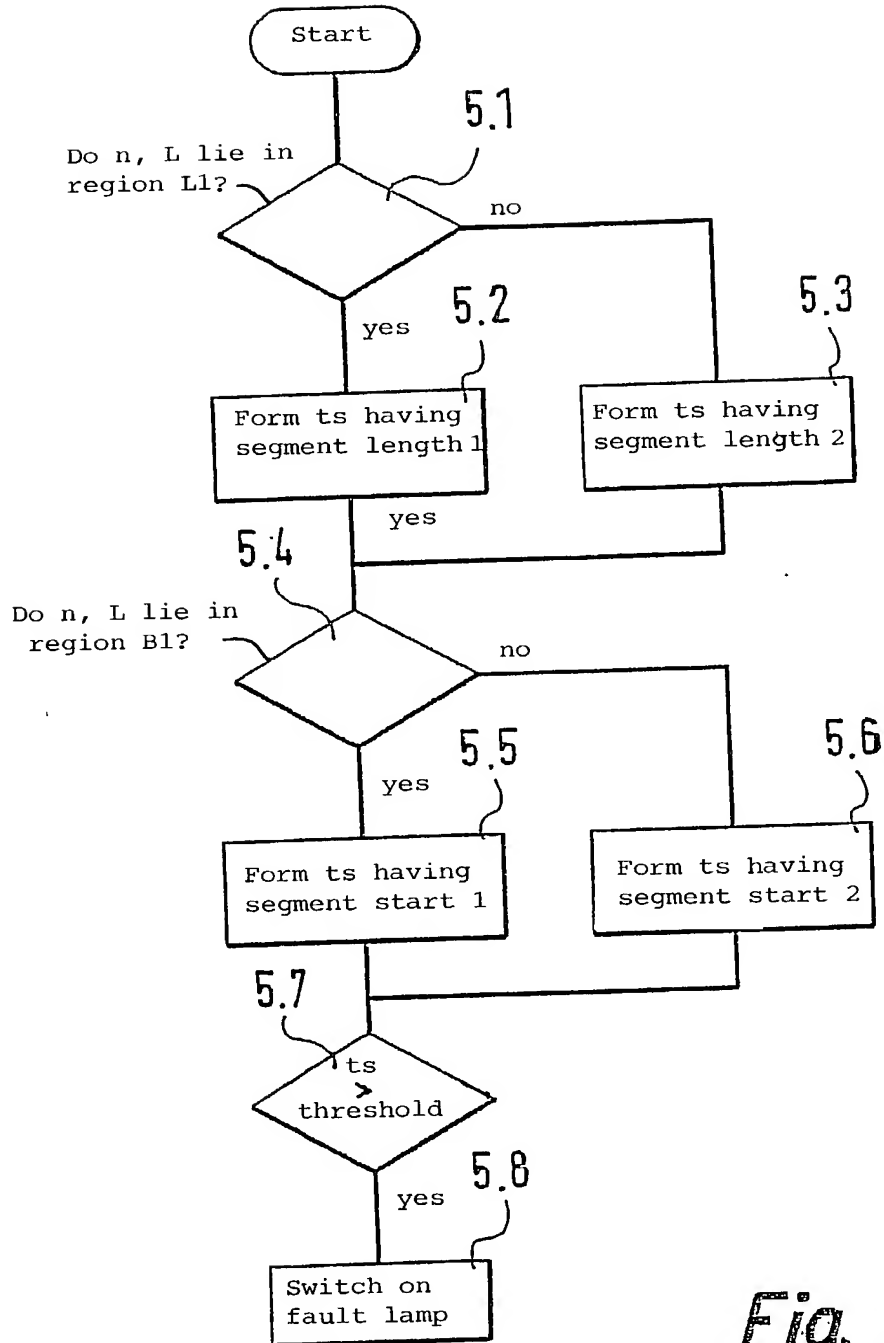 Start
5.1
Do n, L lie in
region L1?
no
5.3
5.2
yes
Form ts having
segment length 1
Form ts having
segment length 2
yes
5.4
Do n, L lie in
region B1?
no
5.6
5.5
yes
Form ts having
segment start 1
Form ts having
segment start 2
5.7
ts
>
threshold
5.8
yes
Switch on
fault lamp
Fig.